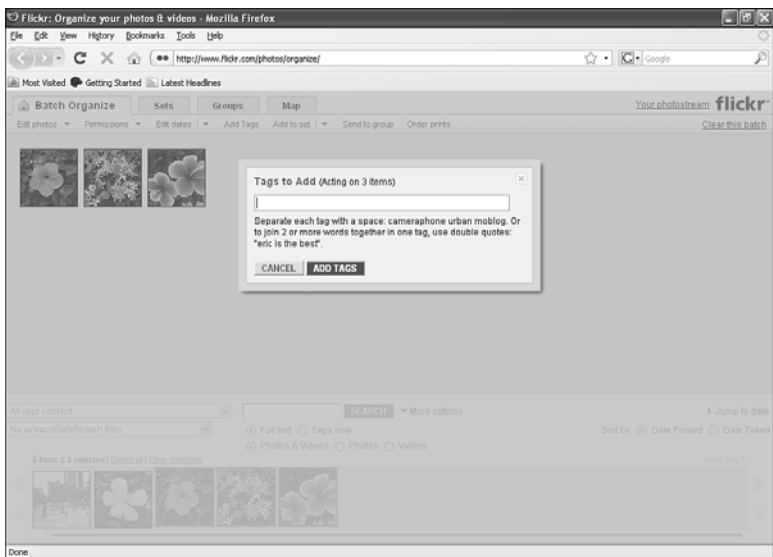 Flickr: Organize your photos & videos - Mozilla Firefox
File Edit View History Bookmarks Tools Help
http://www.flickr.com/photos/organize/
Google
Most Visited Getting Started Latest Headlines
Batch Organize Sets Groups Map Your photostream flickr
Edit photos Permissions Edit dates Add Tags Add to set Send to group Order prints Clear this batch
Tags to Add (Acting on 3 items)
Separate each tag with a space: cameraphone urban moblog. Or
to join 2 or more words together in one tag, use double quotes:
"eric is the best".
CANCEL ADD TAGS
All your content SEARCH More options Jump to date
No privacy/SafeSearch filter Full text Tags only Sort by: Date Posted Date Taken
Photos & Videos Photos Videos
5 items : 3 selected | Select all | Clear selection Need help?
Done